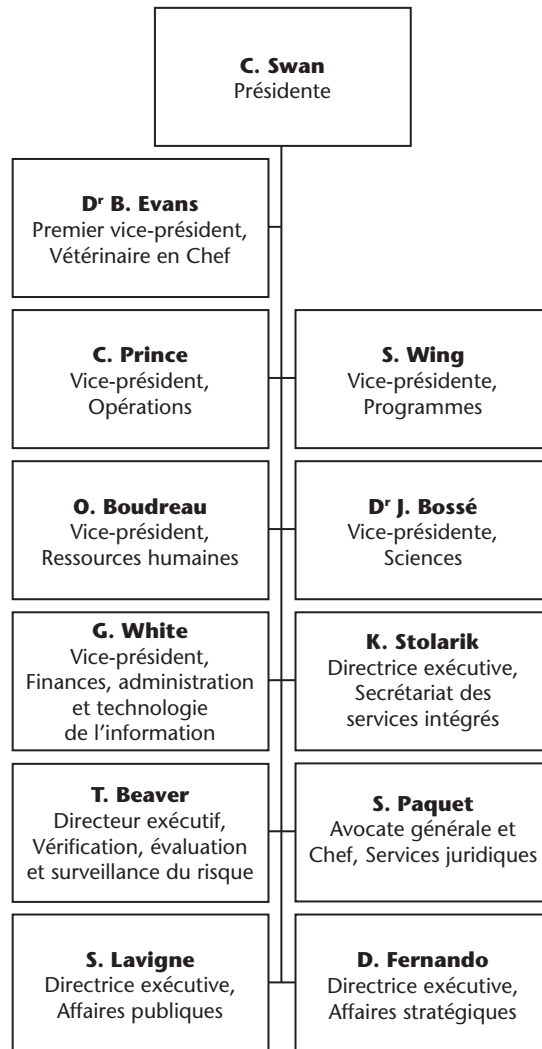 C. Swan
Présidente
Dʳ B. Evans
Premier vice-président,
Vétérinaire en Chef
C. Prince
Vice-président,
Opérations
S. Wing
Vice-présidente,
Programmes
O. Boudreau
Vice-président,
Ressources humaines
Dʳ J. Bossé
Vice-présidente,
Sciences
G. White
Vice-président,
Finances, administration
et technologie
de l’information
K. Stolarik
Directrice exécutive,
Secrétariat des
services intégrés
T. Beaver
Directeur exécutif,
Vérification, évaluation
et surveillance du risque
S. Paquet
Avocate générale et
Chef, Services juridiques
S. Lavigne
Directrice exécutive,
Affaires publiques
D. Fernando
Directrice exécutive,
Affaires stratégiques